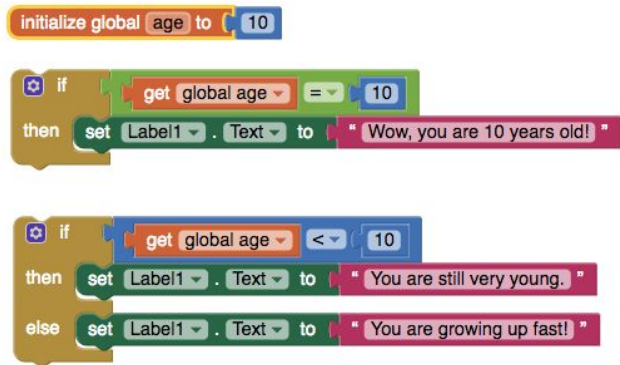 initialize global age to 10
if get global age = 10
then set Label1 . Text to " Wow, you are 10 years old! "
if get global age < 10
then set Label1 . Text to " You are still very young. "
else set Label1 . Text to " You are growing up fast! "